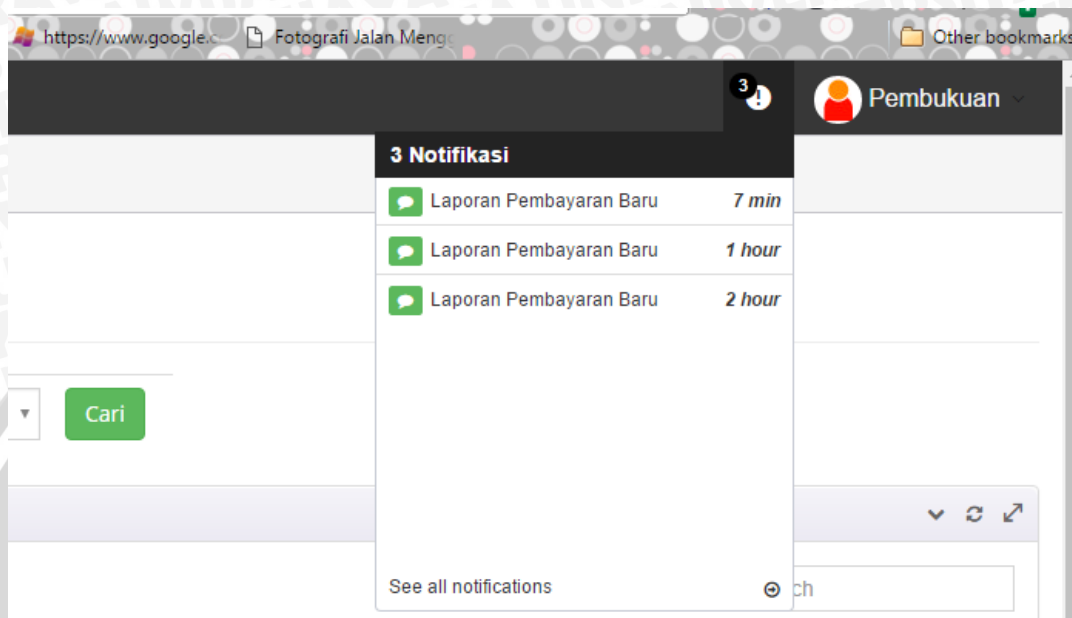 https://www.google.c Fotografi Jalan Mengg Other bookmarks
3 Pembukuan
3 Notifikasi
Laporan Pembayaran Baru 7 min
Laporan Pembayaran Baru 1 hour
Laporan Pembayaran Baru 2 hour
Cari
See all notifications ch